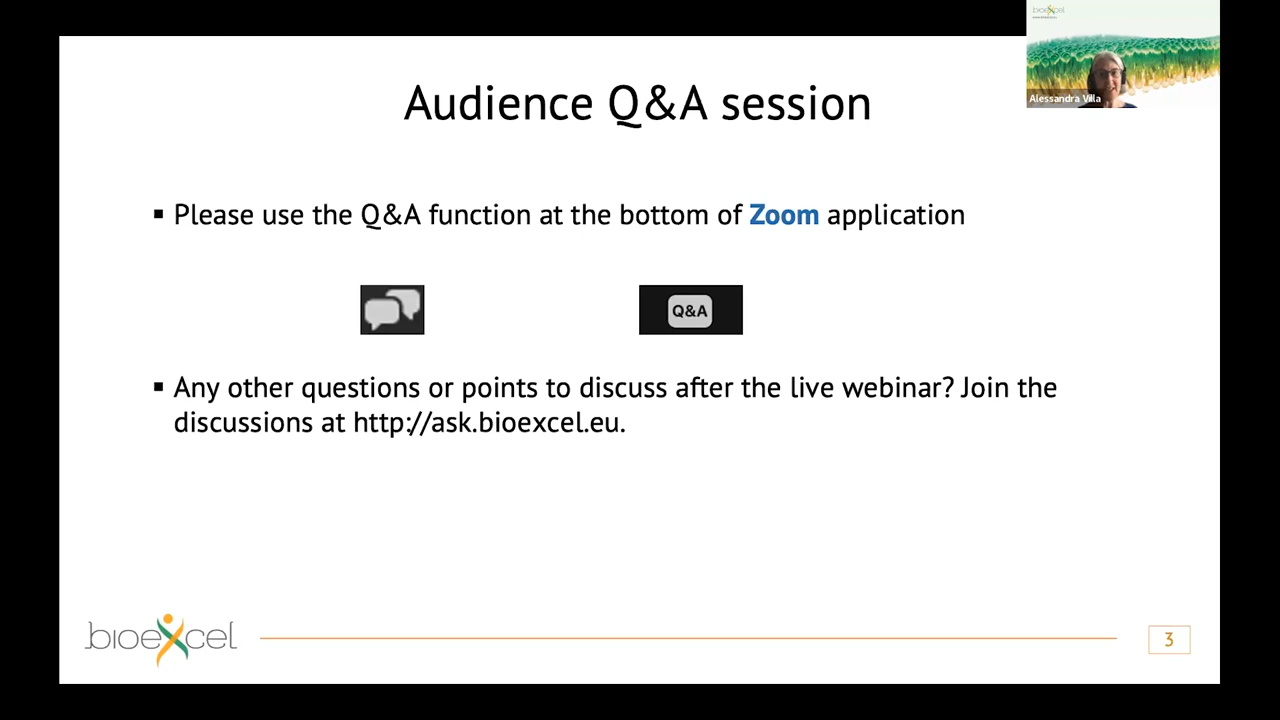 bioexcel
Alessandra Villa
Audience Q&A session
▪ Please use the Q&A function at the bottom of Zoom application
Q&A
▪ Any other questions or points to discuss after the live webinar? Join the
discussions at http://ask.bioexcel.eu.
bioexcel
3